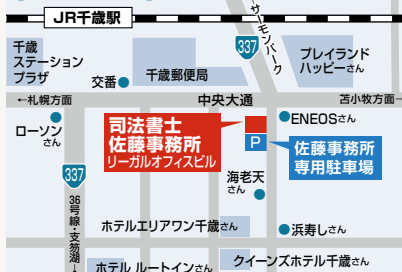 JR千歳駅
サーモンパーク
千歳
ステーション
プラザ
337
プレイランド
ハッピーさん
交番
千歳郵便局
←札幌方面
中央大通
苫小牧方面→
ローソン
さん
司法書士
佐藤事務所
リーガルオフィスビル
ENEOSさん
P
佐藤事務所
専用駐車場
337
36号線・支笏湖→
海老天
さん
ホテルエリアワン千歳さん
浜寿しさん
ホテル ルートインさん
クイーンズホテル千歳さん